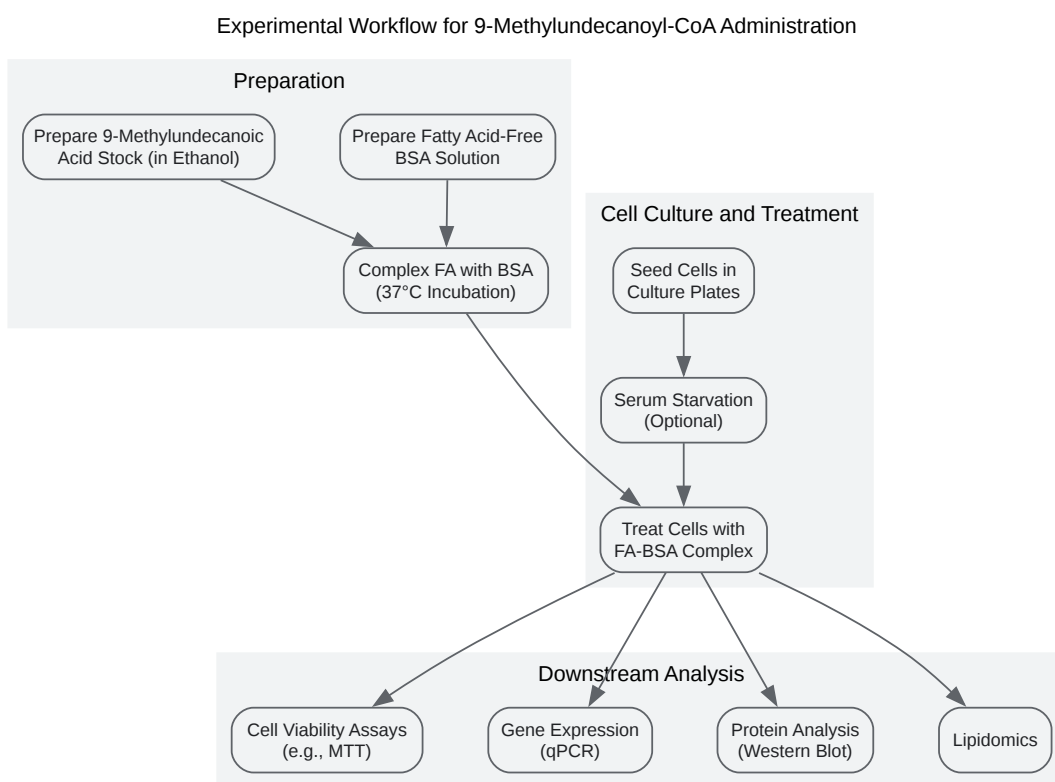 Experimental Workflow for 9-Methylundecanoyl-CoA Administration
Preparation
Prepare 9-Methylundecanoic
Acid Stock (in Ethanol)
Prepare Fatty Acid-Free
BSA Solution
Complex FA with BSA
(37°C Incubation)
Cell Culture and Treatment
Seed Cells in
Culture Plates
Serum Starvation
(Optional)
Treat Cells with
FA-BSA Complex
Downstream Analysis
Cell Viability Assays
(e.g., MTT)
Gene Expression
(qPCR)
Protein Analysis
(Western Blot)
Lipidomics